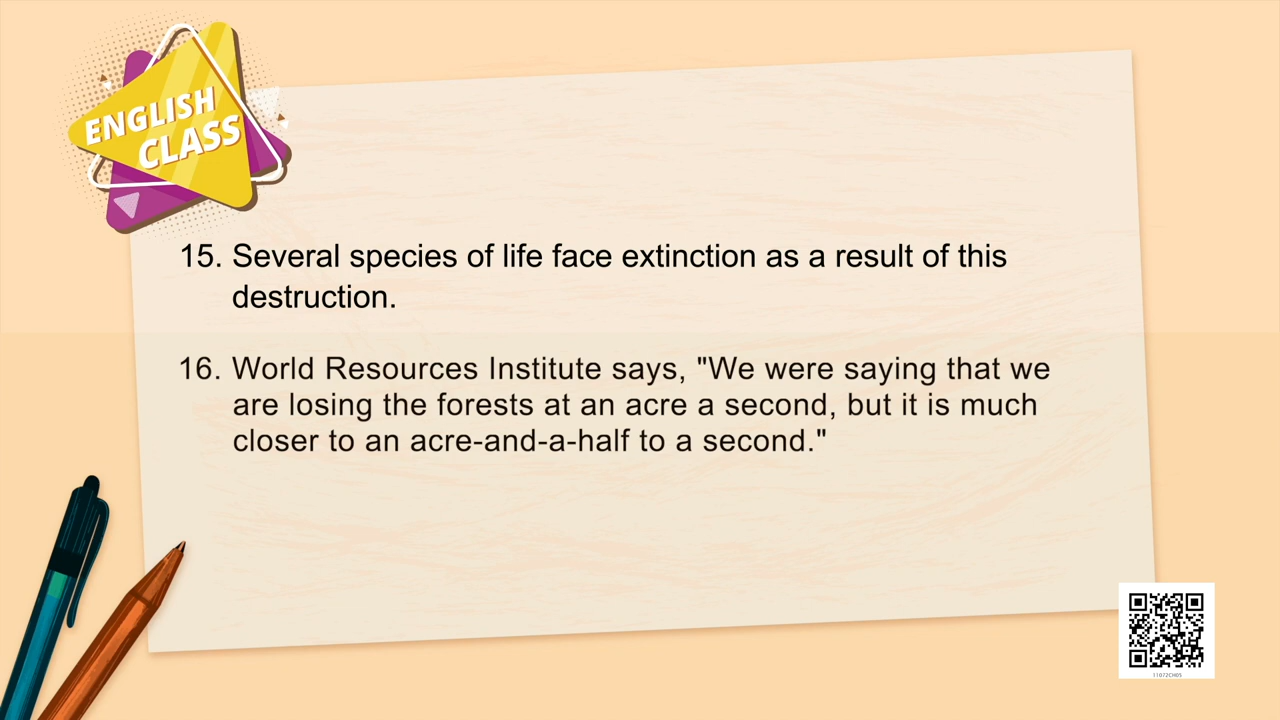 ENGLISH
CLASS
15. Several species of life face extinction as a result of this
destruction.
16. World Resources Institute says, "We were saying that we
are losing the forests at an acre a second, but it is much
closer to an acre-and-a-half to a second."
11072CH05